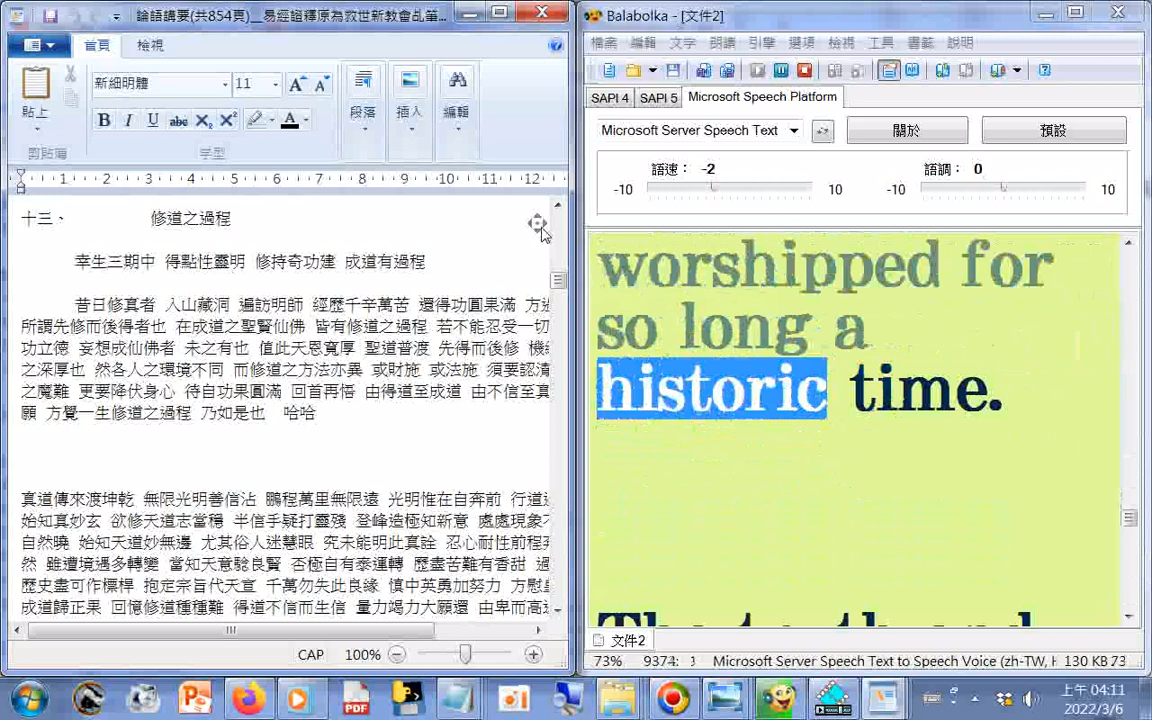 論語講要(共854頁)__易經證釋原為救世新教會乩筆...
首頁 檢視
新細明體 11
貼上
剪貼簿
字型
段落
插入
編輯
1 2 3 4 5 6 7 8 9 10 11 12
十三、 修道之過程
幸生三期中 得點性靈明 修持奇功建 成道有過程
昔日修真者 入山藏洞 遍訪明師 經歷千辛萬苦 還得功圓果滿 方
所謂先修而後得者也 在成道之聖賢仙佛 皆有修道之過程 若不能忍受一切
功立德 妄想成仙佛者 未之有也 值此天恩寬厚 聖道普渡 先得而後修 機
之深厚也 然各人之環境不同 而修道之方法亦異 或財施 或法施 須要認清
之魔難 更要降伏身心 待自功果圓滿 回首再悟 由得道至成道 由不信至真
願 方覺一生修道之過程 乃如是也 哈哈
真道傳來渡坤乾 無限光明善信沾 鵬程萬里無限遠 光明惟在自奔前 行道
始知真妙玄 欲修天道志當穩 半信半疑打靈殘 登峰造極知新意 處處現象
自然曉 始知天道妙無邊 尤其俗人迷慧眼 究未能明此真詮 忍心耐性前程
然 雖遭境遇多轉變 當知天意驗良賢 否極自有泰運轉 歷盡苦難有香甜
歷史盡可作標桿 抱定宗旨代天宣 千萬勿失此良緣 慎中英勇加努力 方慰
成道歸正果 回憶修道種種難 得道不信而生信 量力竭力大願還 由卑而高
CAP 100%
Balabolka - [文件2]
檔案 編輯 文字 朗讀 引擎 選項 檢視 工具 書籤 說明
SAPI 4 SAPI 5 Microsoft Speech Platform
Microsoft Server Speech Text 關於 預設
語速： -2 語調： 0
-10 10 -10 10
worshipped for
so long a
historic time.
文件2
73% 9374: Microsoft Server Speech Text to Speech Voice (zh-TW, H 130 KB 73
上午 04:11
2022/3/6